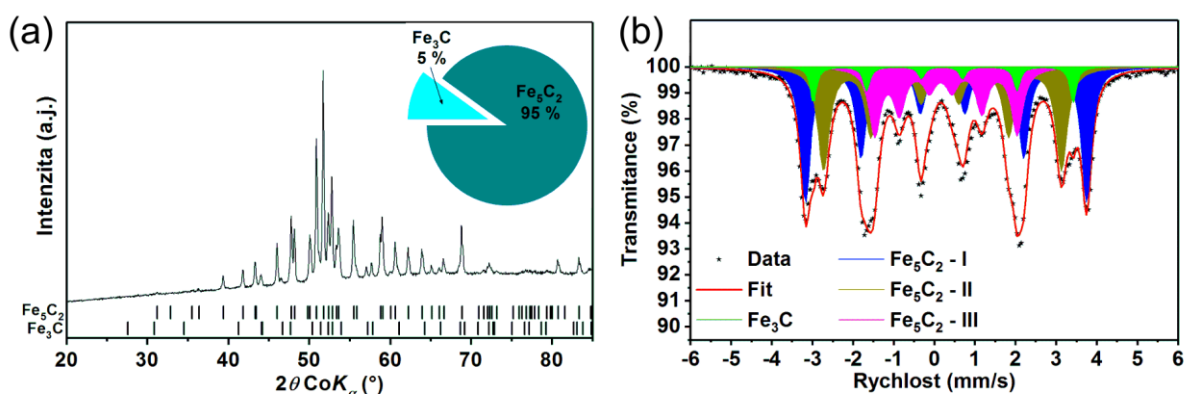 (a)
Intenzita (a.j.)
Fe3C
5 %
Fe5C2
95 %
Fe5C2
Fe3C
20 30 40 50 60 70 80
2θ CoKα (°)
(b)
Transmitance (%)
100
99
98
97
96
95
94
93
92
91
90
Data
Fit
Fe3C
Fe5C2 - I
Fe5C2 - II
Fe5C2 - III
-6 -5 -4 -3 -2 -1 0 1 2 3 4 5 6
Rychlost (mm/s)